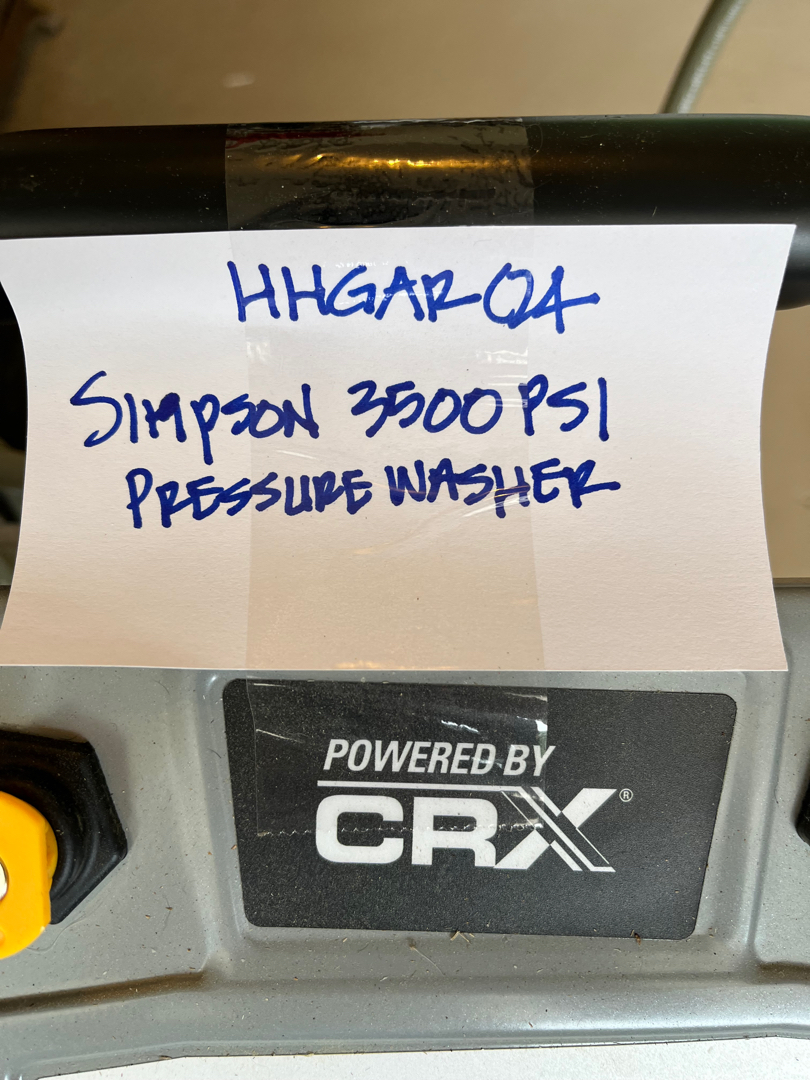 HHGAR04
SIMPSON 3500 PSI
PRESSURE WASHER
POWERED BY
CRX®